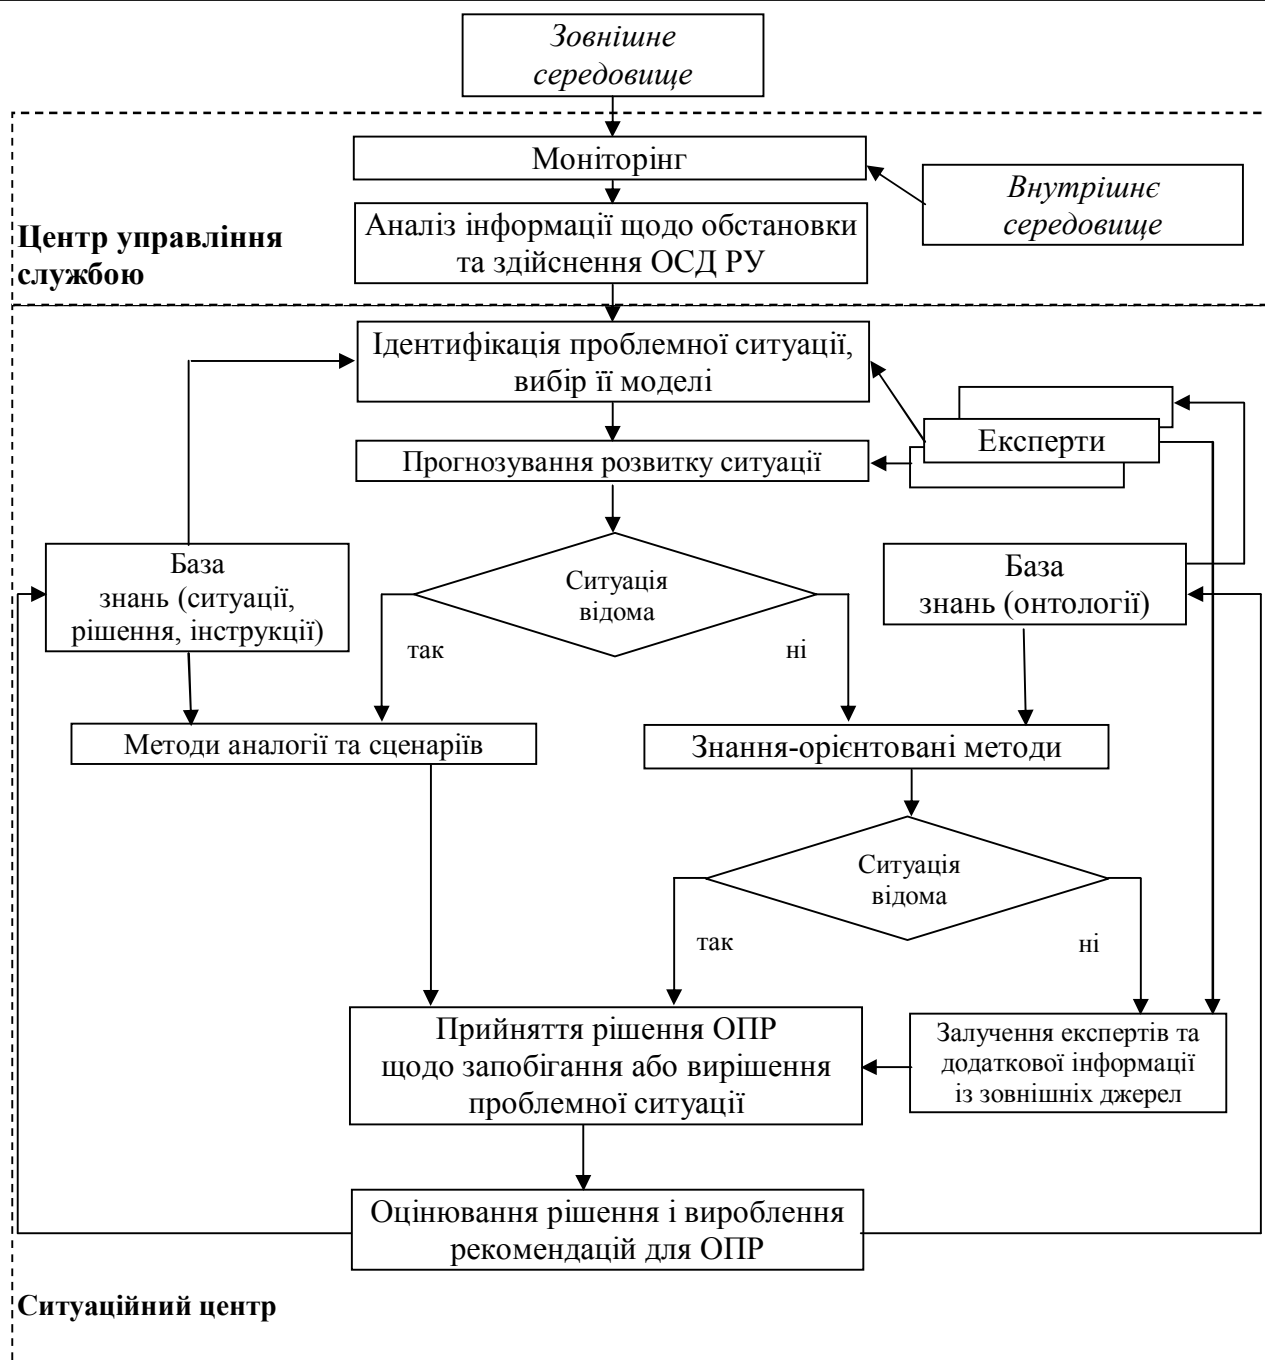 Зовнішнє
середовище
Моніторінг
Внутрішнє
середовище
Центр управління
службою
Аналіз інформації щодо обстановки
та здійснення ОСД РУ
Ідентифікація проблемної ситуації,
вибір її моделі
Експерти
Прогнозування розвитку ситуації
База
знань (ситуації,
рішення, інструкції)
Ситуація
відома
База
знань (онтології)
так
ні
Методи аналогії та сценаріїв
Знання-орієнтовані методи
Ситуація
відома
так
ні
Прийняття рішення ОПР
щодо запобігання або вирішення
проблемної ситуації
Залучення експертів та
додаткової інформації
із зовнішніх джерел
Оцінювання рішення і вироблення
рекомендацій для ОПР
Ситуаційний центр